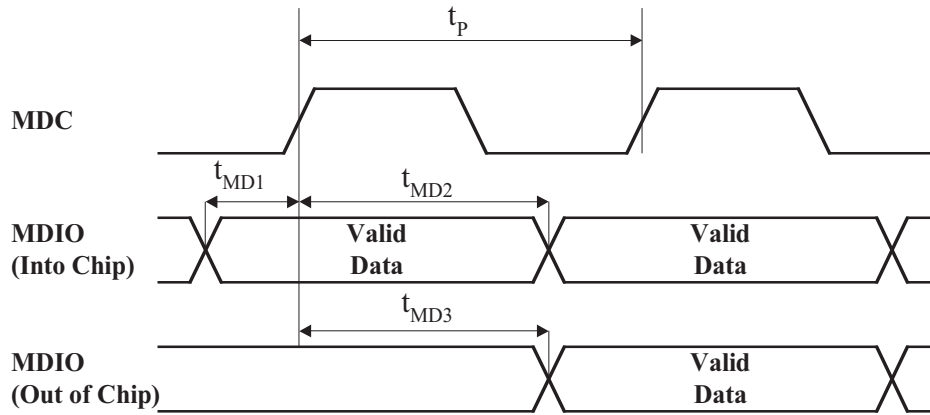 tP
MDC
tMD1
tMD2
MDIO
(Into Chip)
Valid
Data
Valid
Data
tMD3
MDIO
(Out of Chip)
Valid
Data